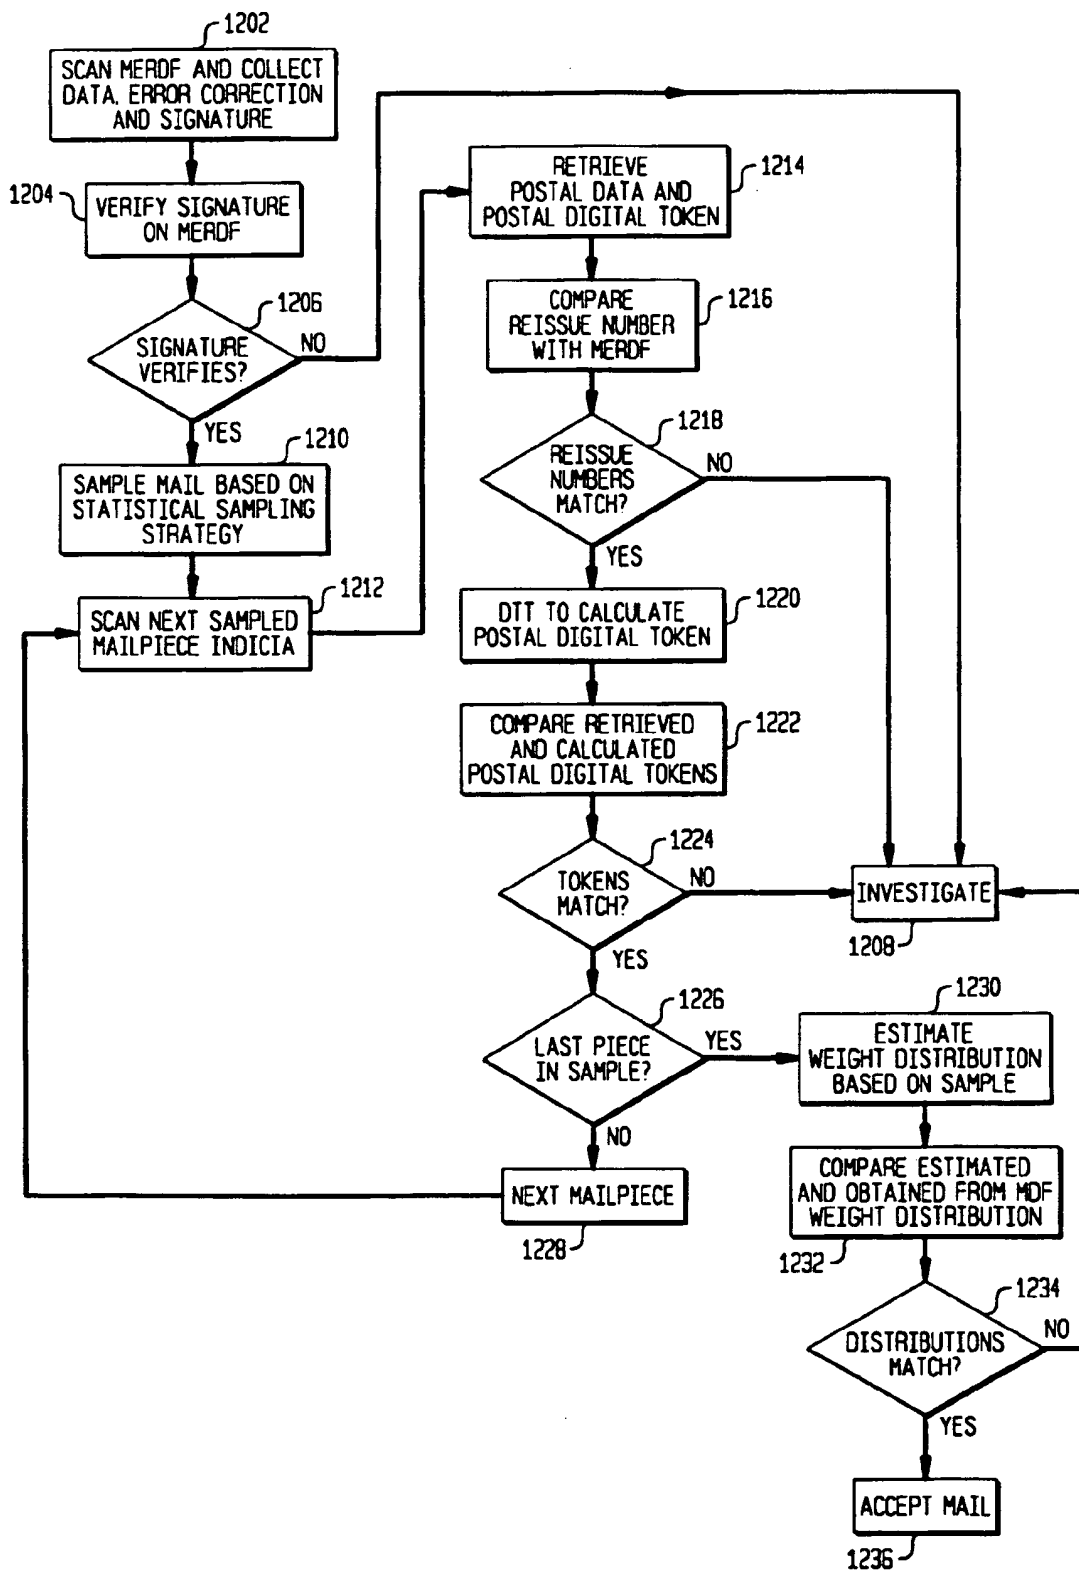 1202
SCAN MERDF AND COLLECT
DATA, ERROR CORRECTION
AND SIGNATURE
1204
VERIFY SIGNATURE
ON MERDF
1206
SIGNATURE
VERIFIES?
NO
YES
1210
SAMPLE MAIL BASED ON
STATISTICAL SAMPLING
STRATEGY
1212
SCAN NEXT SAMPLED
MAILPIECE INDICIA
1214
RETRIEVE
POSTAL DATA AND
POSTAL DIGITAL TOKEN
1216
COMPARE
REISSUE NUMBER
WITH MERDF
1218
REISSUE
NUMBERS
MATCH?
NO
YES
1220
DTT TO CALCULATE
POSTAL DIGITAL TOKEN
1222
COMPARE RETRIEVED
AND CALCULATED
POSTAL DIGITAL TOKENS
1224
TOKENS
MATCH?
NO
YES
INVESTIGATE
1208
1226
LAST PIECE
IN SAMPLE?
YES
NO
NEXT MAILPIECE
1228
1230
ESTIMATE
WEIGHT DISTRIBUTION
BASED ON SAMPLE
COMPARE ESTIMATED
AND OBTAINED FROM MDF
WEIGHT DISTRIBUTION
1232
1234
DISTRIBUTIONS
MATCH?
NO
YES
ACCEPT MAIL
1236